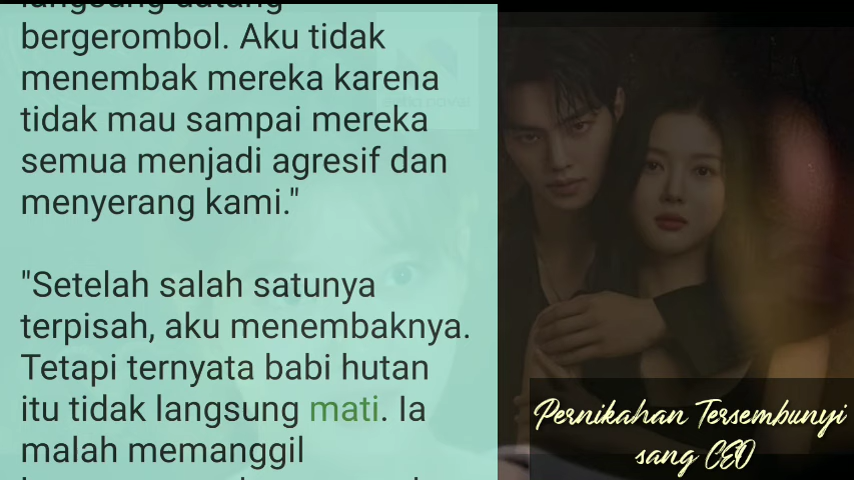 bergerombol. Aku tidak
menembak mereka karena
tidak mau sampai mereka
semua menjadi agresif dan
menyerang kami."
"Setelah salah satunya
terpisah, aku menembaknya.
Tetapi ternyata babi hutan
itu tidak langsung mati. Ia
malah memanggil
Pernikahan Tersembunyi
sang CEO